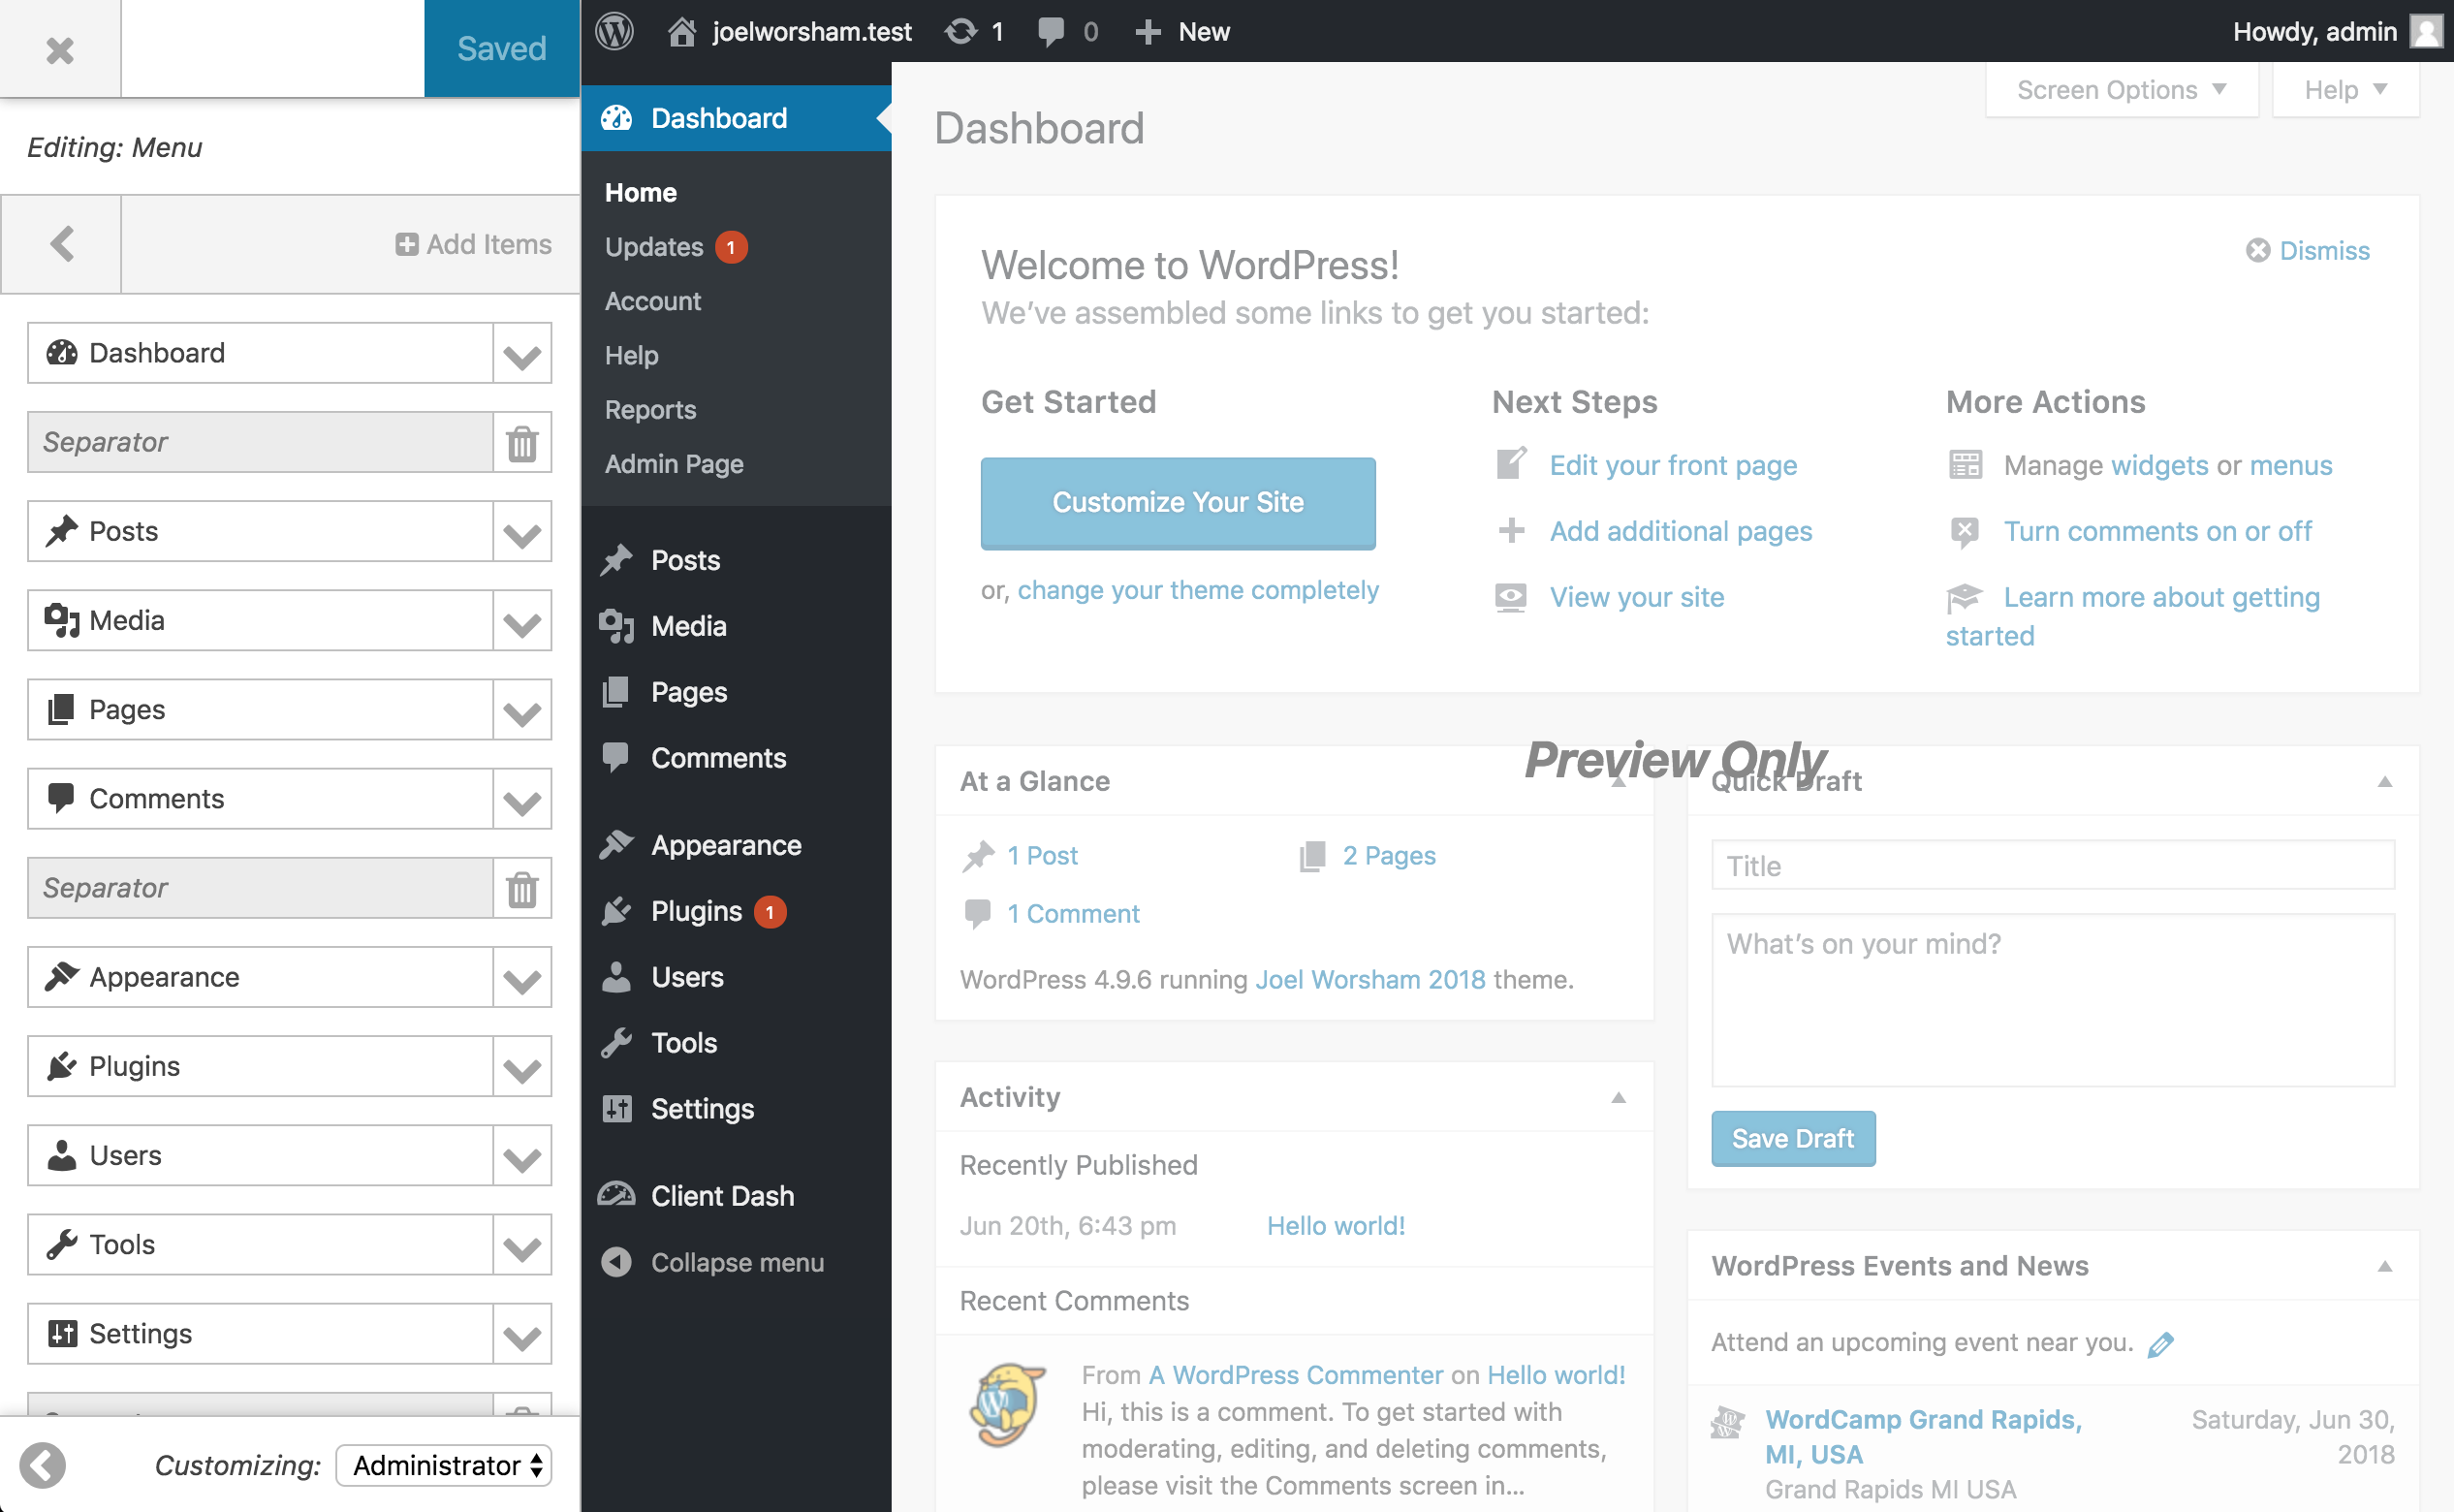 Saved
Editing: Menu
Add Items
Dashboard
Separator
Posts
Media
Pages
Comments
Separator
Appearance
Plugins
Users
Tools
Settings
Customizing: Administrator
joelworsham.test 1 0 New
Howdy, admin
Dashboard
Home
Updates 1
Account
Help
Reports
Admin Page
Posts
Media
Pages
Comments
Appearance
Plugins 1
Users
Tools
Settings
Client Dash
Collapse menu
Screen Options Help
Dashboard
Welcome to WordPress!
Dismiss
We’ve assembled some links to get you started:
Get Started
Customize Your Site
or, change your theme completely
Next Steps
Edit your front page
Add additional pages
View your site
More Actions
Manage widgets or menus
Turn comments on or off
Learn more about getting
started
Preview Only
At a Glance
1 Post 2 Pages
1 Comment
WordPress 4.9.6 running Joel Worsham 2018 theme.
Activity
Recently Published
Jun 20th, 6:43 pm Hello world!
Recent Comments
From A WordPress Commenter on Hello world!
Hi, this is a comment. To get started with
moderating, editing, and deleting comments,
please visit the Comments screen in...
Quick Draft
Title
What’s on your mind?
Save Draft
WordPress Events and News
Attend an upcoming event near you.
WordCamp Grand Rapids,
MI, USA
Grand Rapids MI USA
Saturday, Jun 30,
2018